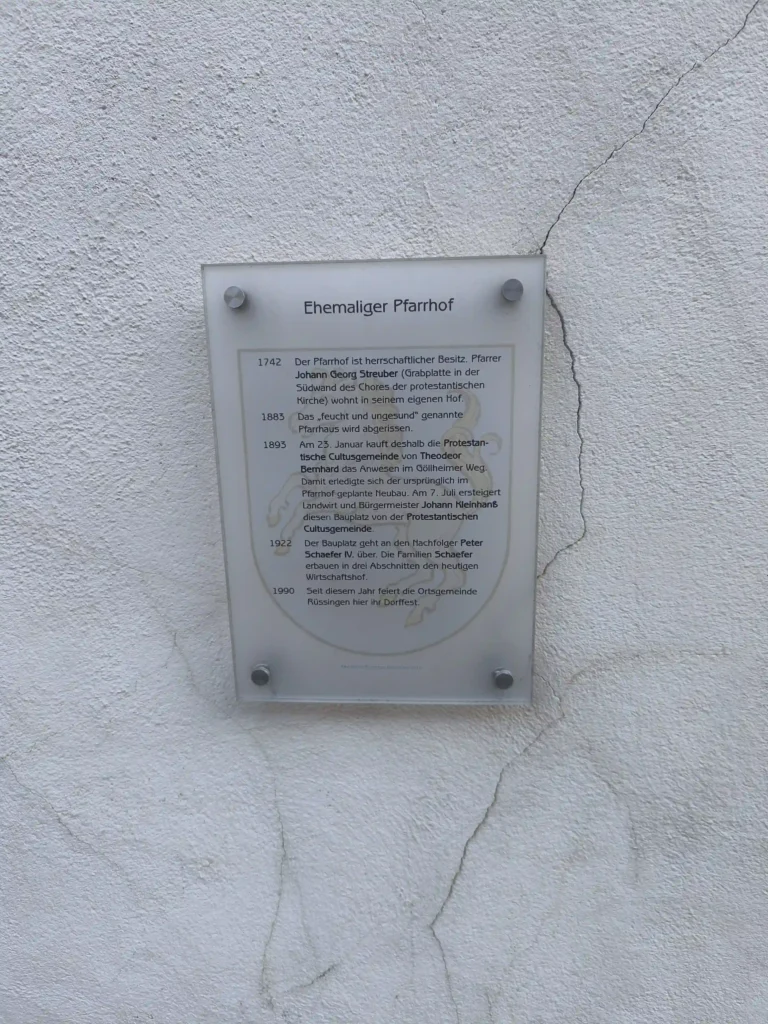 Ehemaliger Pfarrhof
1742 Der Pfarrhof ist herrschaftlicher Besitz. Pfarrer
Johann Georg Streuber (Grabplatte in der
Südwand des Chores der protestantischen
Kirche) wohnt in seinem eigenen Hof.
1883 Das „feucht und ungesund“ genannte
Pfarrhaus wird abgerissen.
1893 Am 23. Januar kauft deshalb die Protestan-
tische Cultusgemeinde von Theodeor
Bernhard das Anwesen im Göllheimer Weg.
Damit erledigte sich der ursprünglich im
Pfarrhof geplante Neubau. Am 7. Juli ersteigert
Landwirt und Bürgermeister Johann Kleinhanß
diesen Bauplatz von der Protestantischen
Cultusgemeinde.
1922 Der Bauplatz geht an den Nachfolger Peter
Schaefer IV. über. Die Familien Schaefer
erbauen in drei Abschnitten den heutigen
Wirtschaftshof.
1990 Seit diesem Jahr feiert die Ortsgemeinde
Rüssingen hier ihr Dorffest.